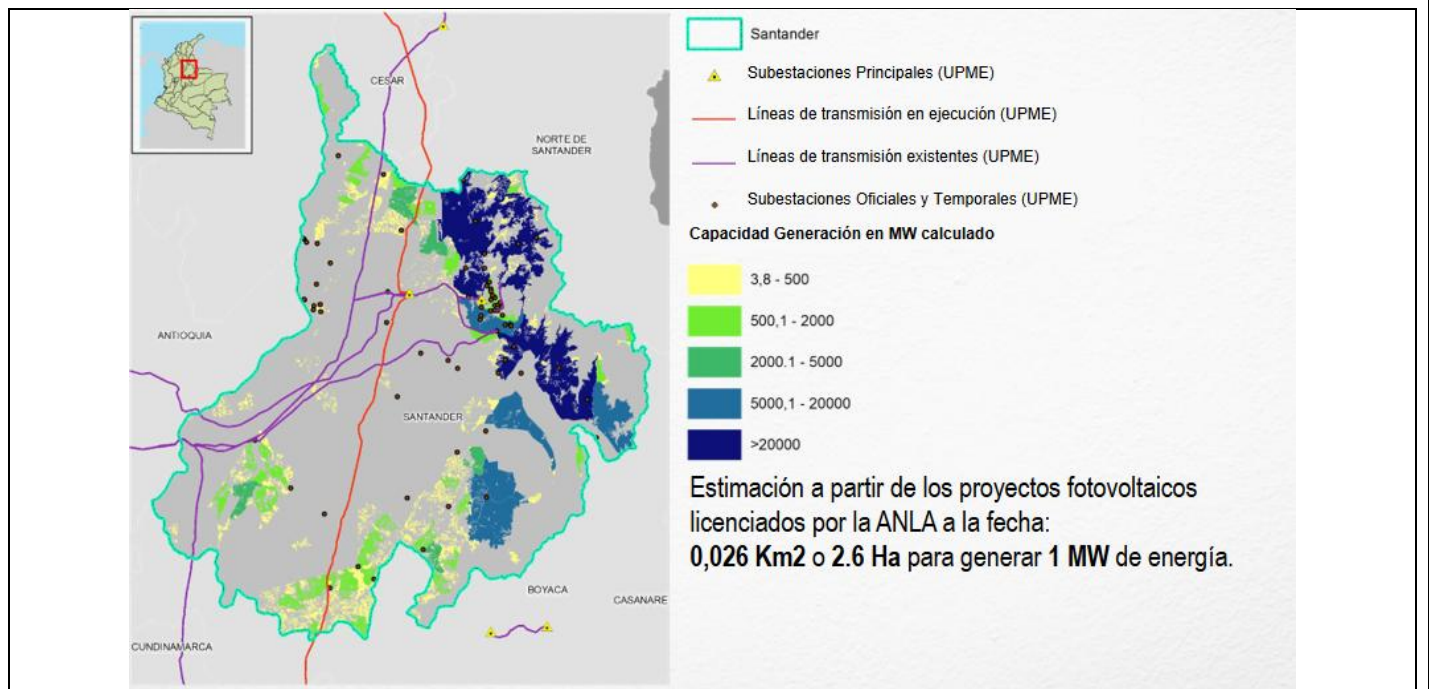 CESAR
NORTE DE
SANTANDER
ANTIOQUIA
SANTANDER
BOYACA
CASANARE
CUNDINAMARCA
Santander
Subestaciones Principales (UPME)
Líneas de transmisión en ejecución (UPME)
Líneas de transmisión existentes (UPME)
Subestaciones Oficiales y Temporales (UPME)
Capacidad Generación en MW calculado
3,8 - 500
500,1 - 2000
2000.1 - 5000
5000,1 - 20000
>20000
Estimación a partir de los proyectos fotovoltaicos
licenciados por la ANLA a la fecha:
0,026 Km2 o 2.6 Ha para generar 1 MW de energía.